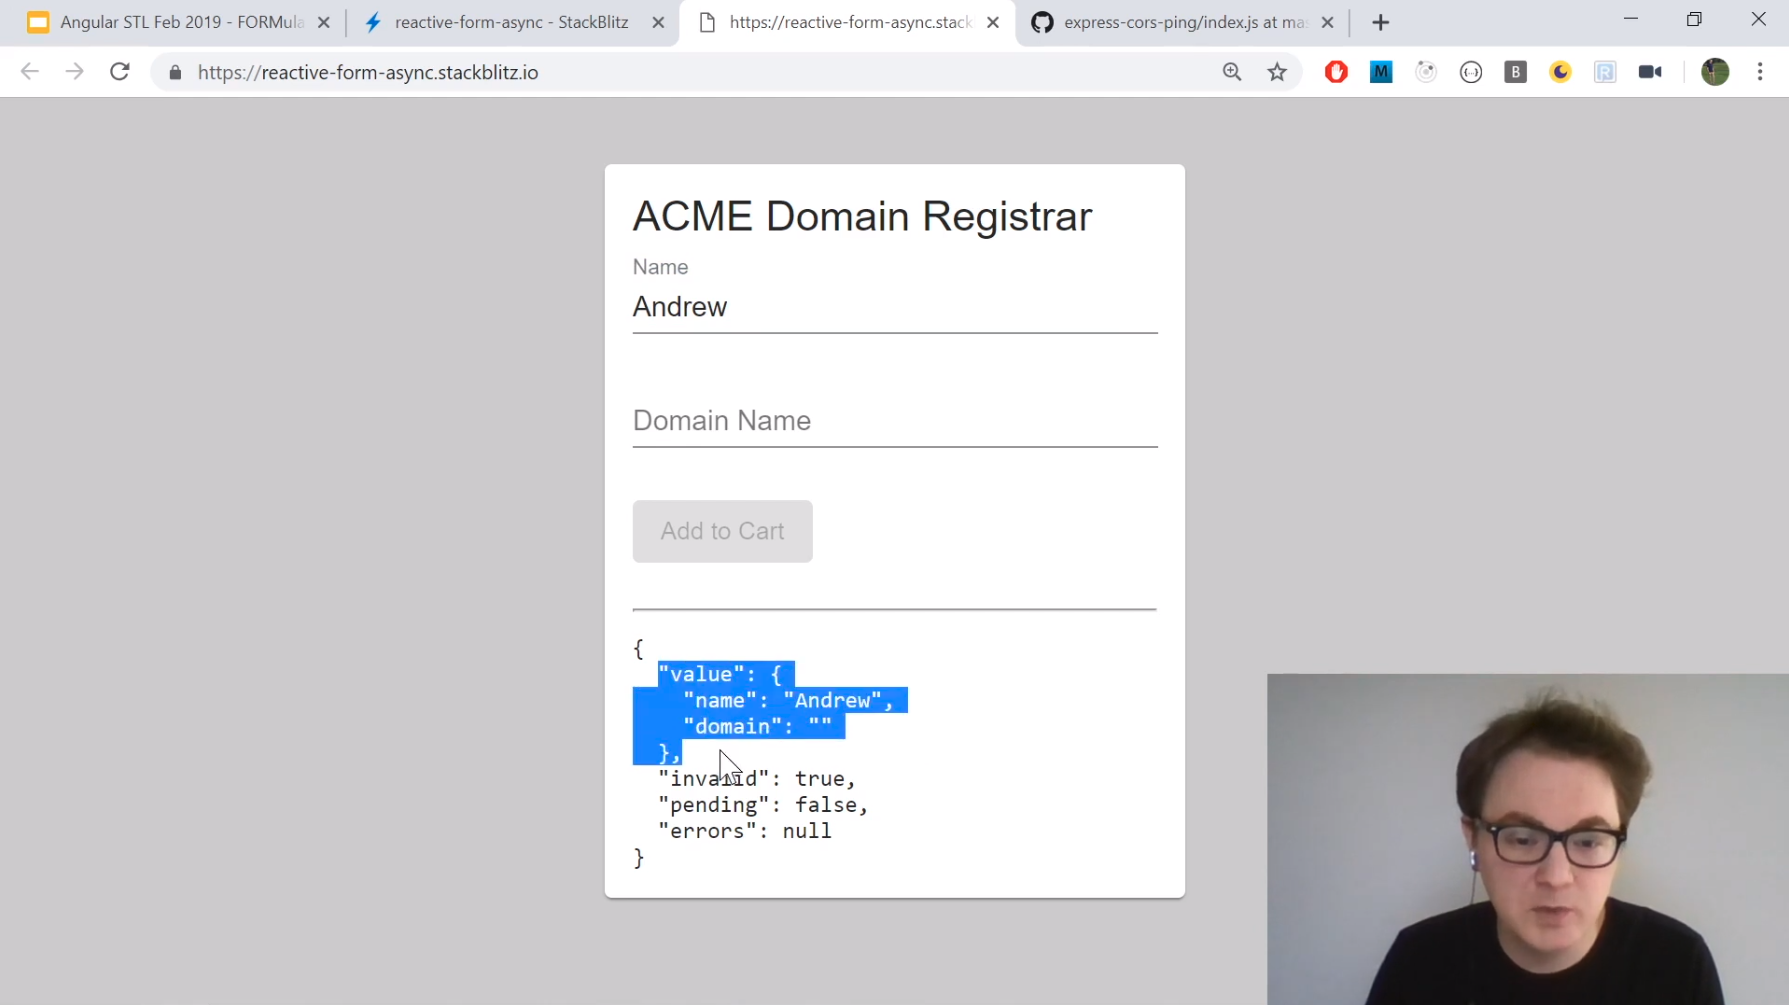 Angular STL Feb 2019 - FORMula
reactive-form-async - StackBlitz
https://reactive-form-async.stack
express-cors-ping/index.js at mas
https://reactive-form-async.stackblitz.io
M
{··}
B
R
ACME Domain Registrar
Name
Andrew
Domain Name
Add to Cart
{
"value": {
"name": "Andrew",
"domain": ""
},
"invalid": true,
"pending": false,
"errors": null
}